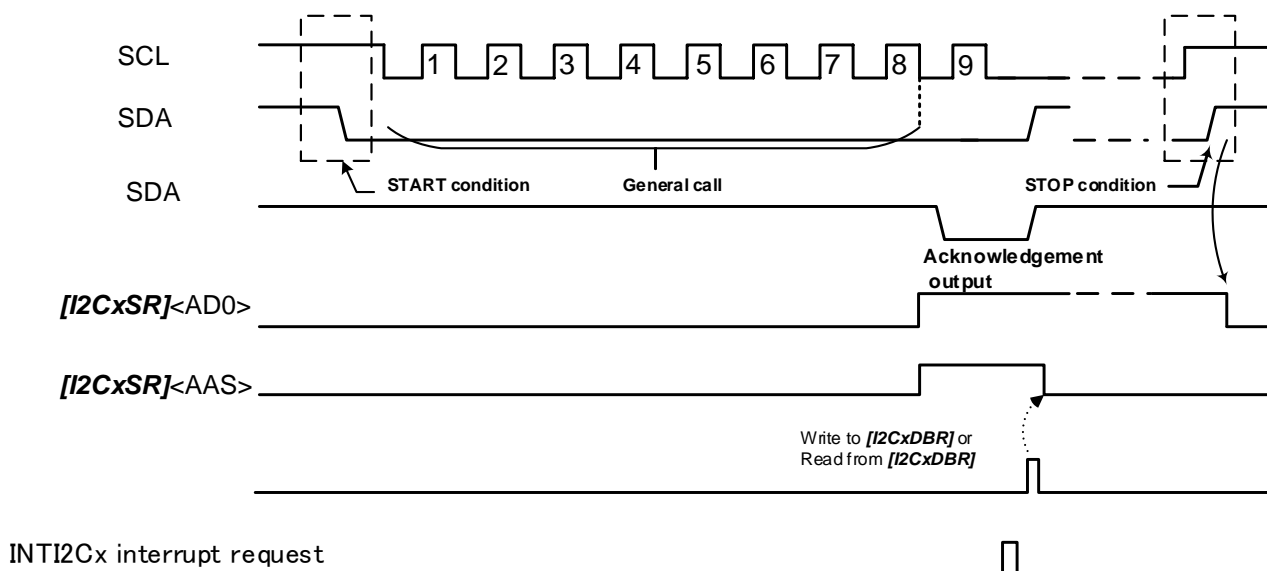 SCL
1 2 3 4 5 6 7 8 9
SDA
START condition
General call
STOP condition
SDA
Acknowledgement
output
[I2CxSR]<AD0>
[I2CxSR]<AAS>
Write to [I2CxDBR] or
Read from [I2CxDBR]
INTI2Cx interrupt request